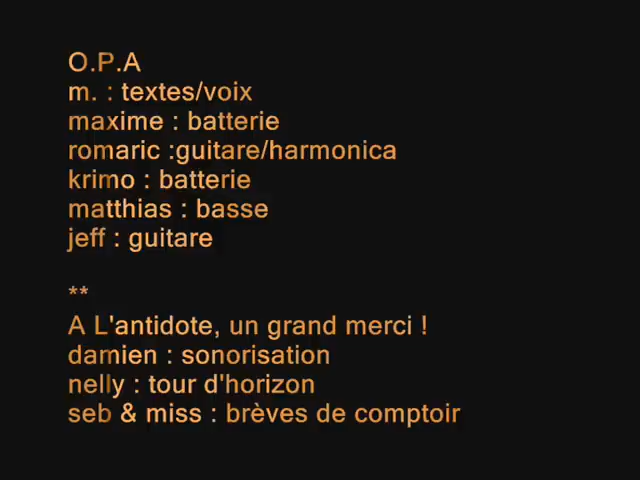 O.P.A
m. : textes/voix
maxime : batterie
romaric :guitare/harmonica
krimo : batterie
matthias : basse
jeff : guitare
**
A L'antidote, un grand merci !
damien : sonorisation
nelly : tour d'horizon
seb & miss : brèves de comptoir